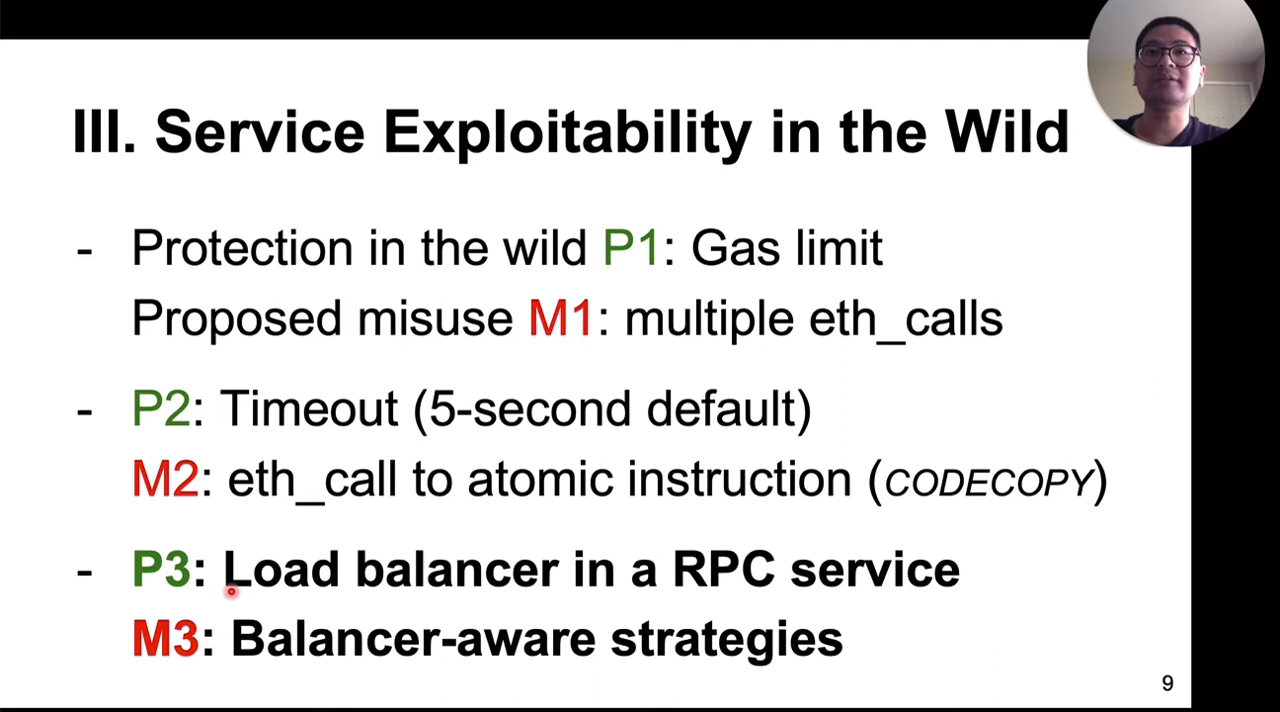 III. Service Exploitability in the Wild
- Protection in the wild P1: Gas limit
Proposed misuse M1: multiple eth_calls
- P2: Timeout (5-second default)
M2: eth_call to atomic instruction (CODECOPY)
- P3: Load balancer in a RPC service
M3: Balancer-aware strategies
9